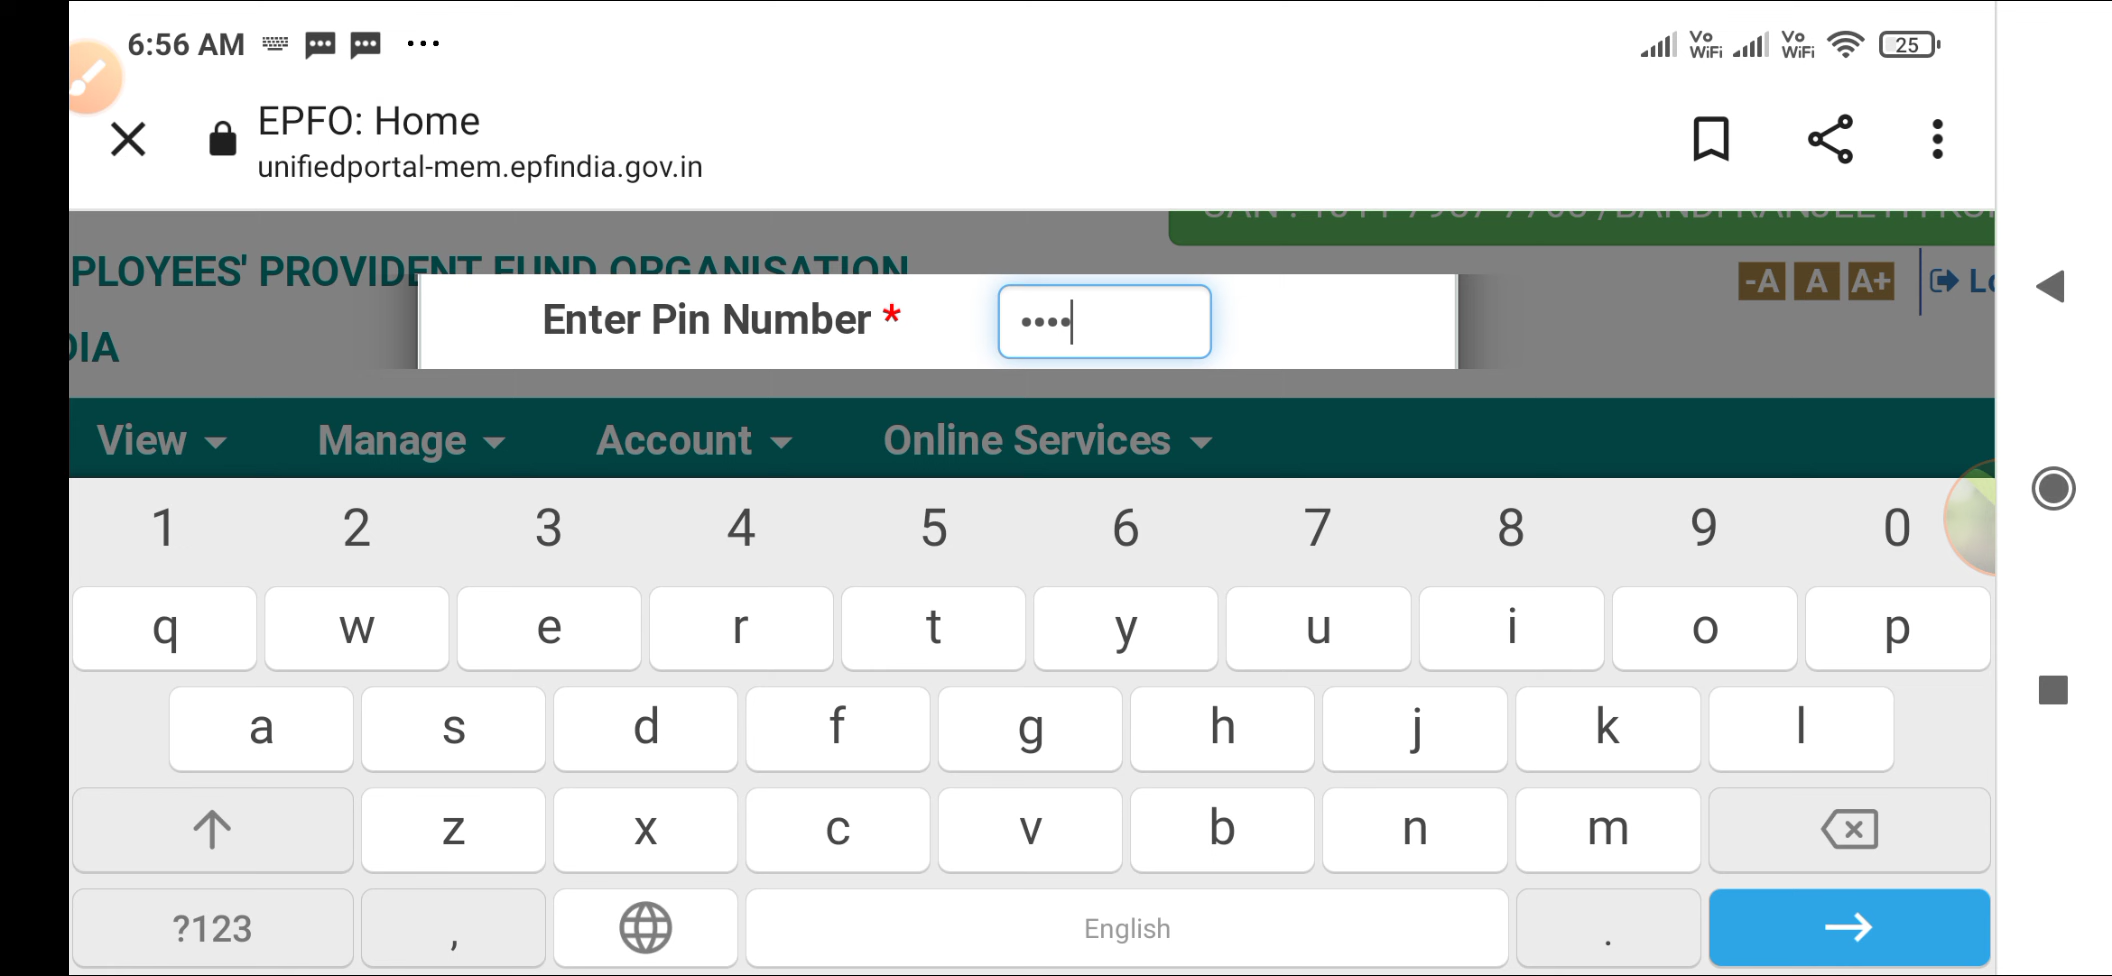 6:56 AM
Vo WiFi Vo WiFi 25
EPFO: Home
unifiedportal-mem.epfindia.gov.in
PLOYEES' PROVIDENT FUND ORGANISATION
-A A A+
DIA
Enter Pin Number * ••••
View Manage Account Online Services
1 2 3 4 5 6 7 8 9 0
q w e r t y u i o p
a s d f g h j k l
z x c v b n m
?123 , English .